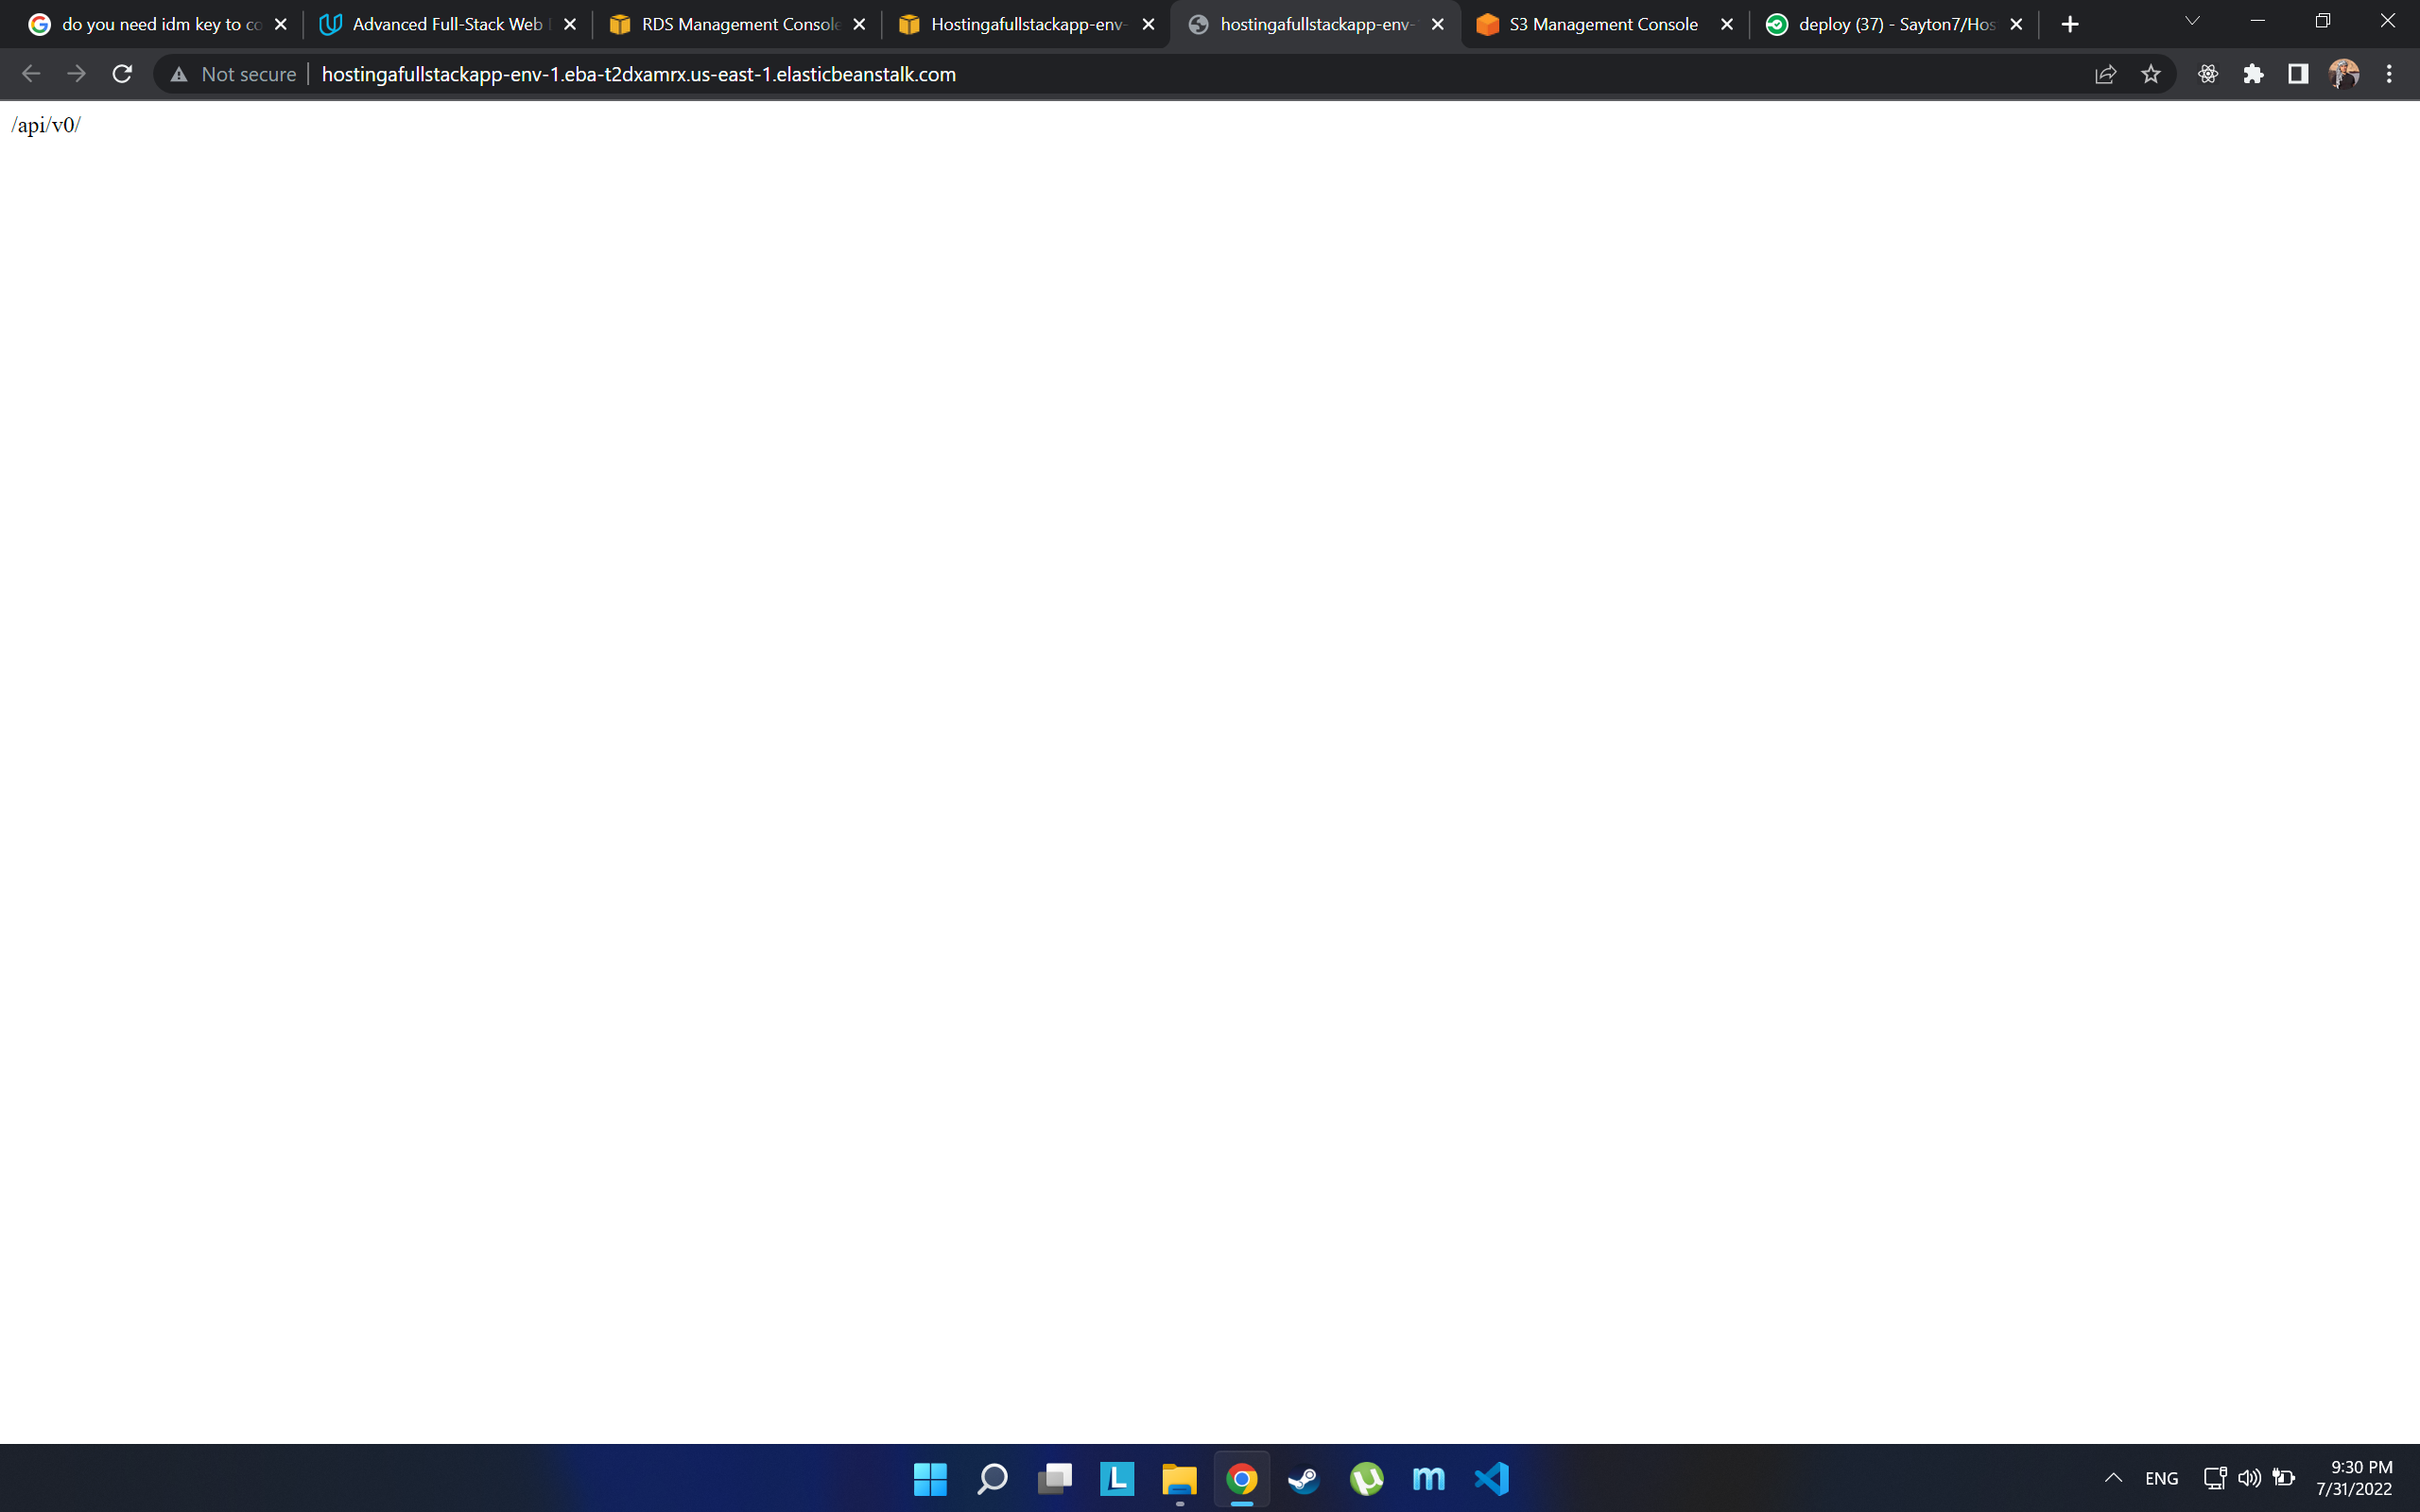 do you need idm key to co
Advanced Full-Stack Web
RDS Management Console
Hostingafullstackapp-env-
hostingafullstackapp-env-
S3 Management Console
deploy (37) - Sayton7/Hos
Not secure
hostingafullstackapp-env-1.eba-t2dxamrx.us-east-1.elasticbeanstalk.com
/api/v0/
L
m
ENG
9:30 PM
7/31/2022